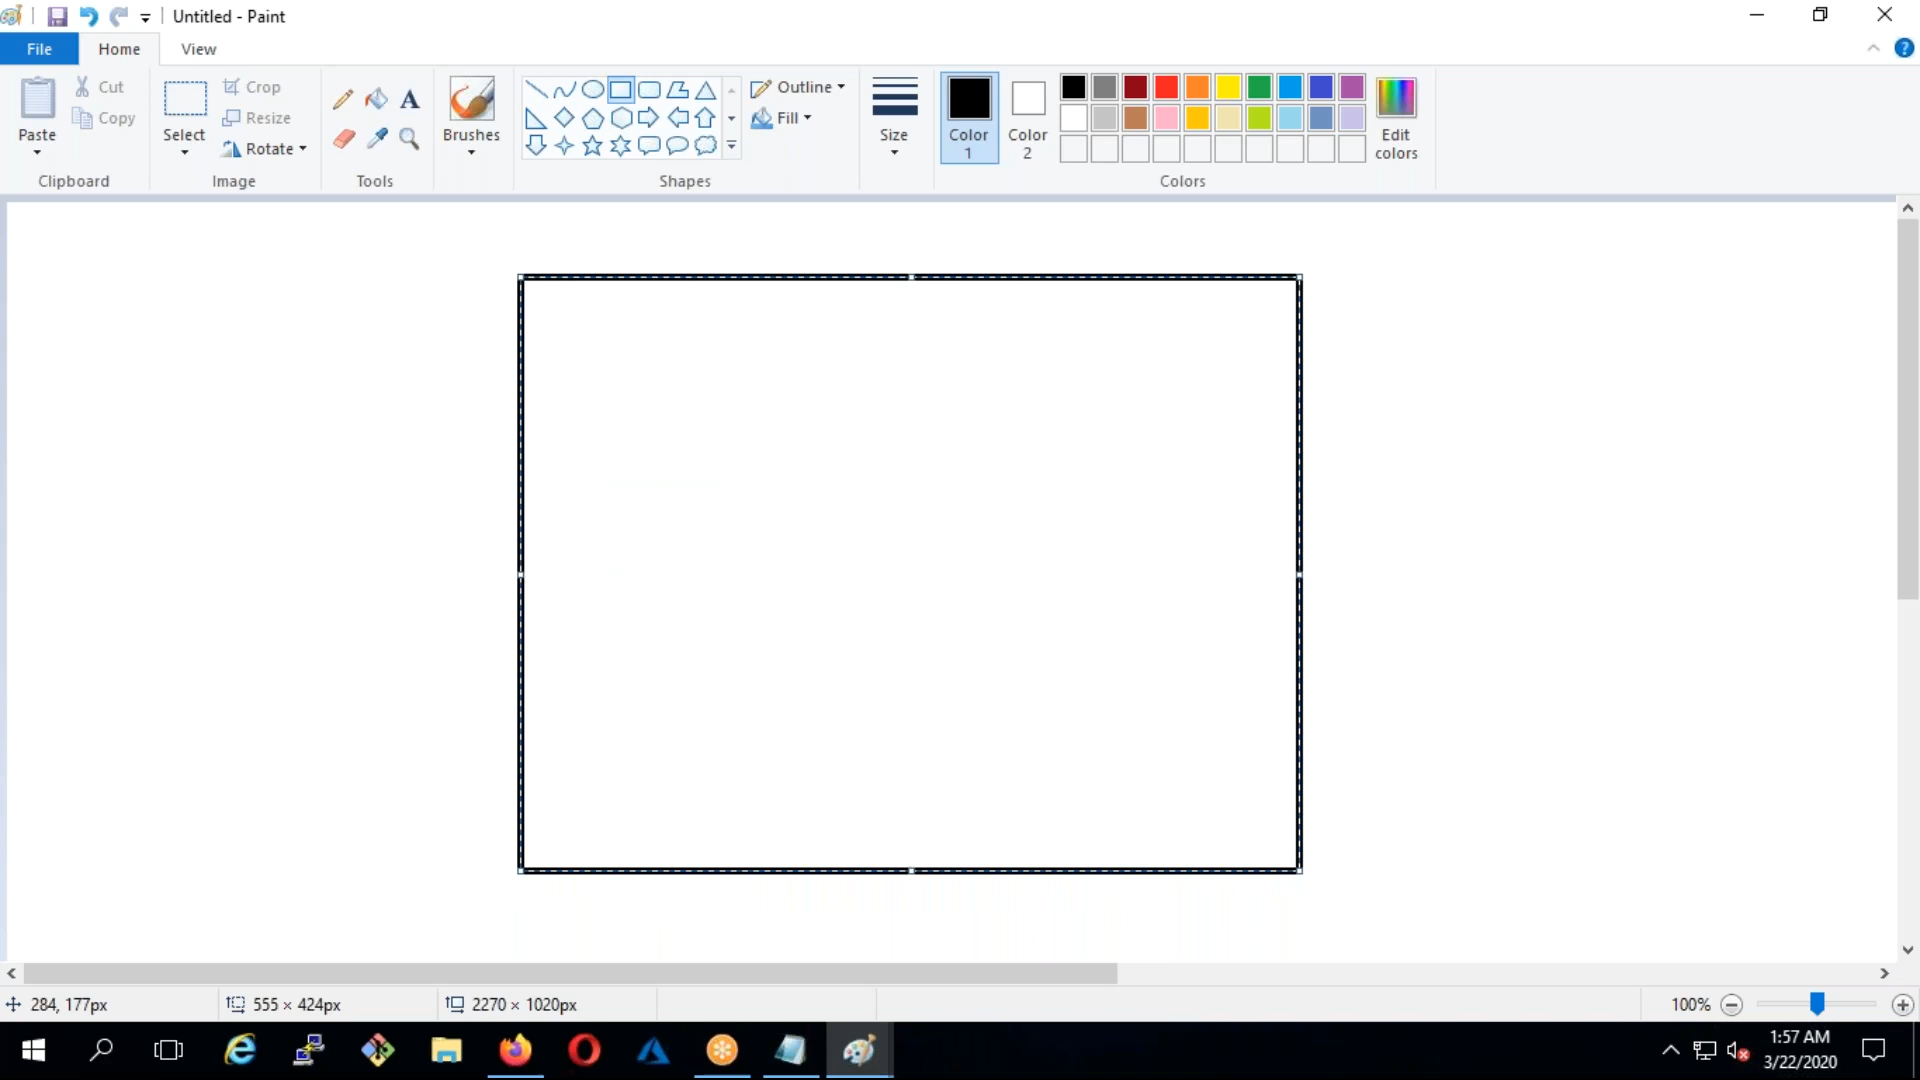 Untitled - Paint
File Home View
Paste
Cut
Copy
Clipboard
Select
Crop
Resize
Rotate
Image
Tools
Brushes
Shapes
Outline
Fill
Size
Color 1
Color 2
Colors
Edit colors
284, 177px
555 × 424px
2270 × 1020px
100%
1:57 AM
3/22/2020